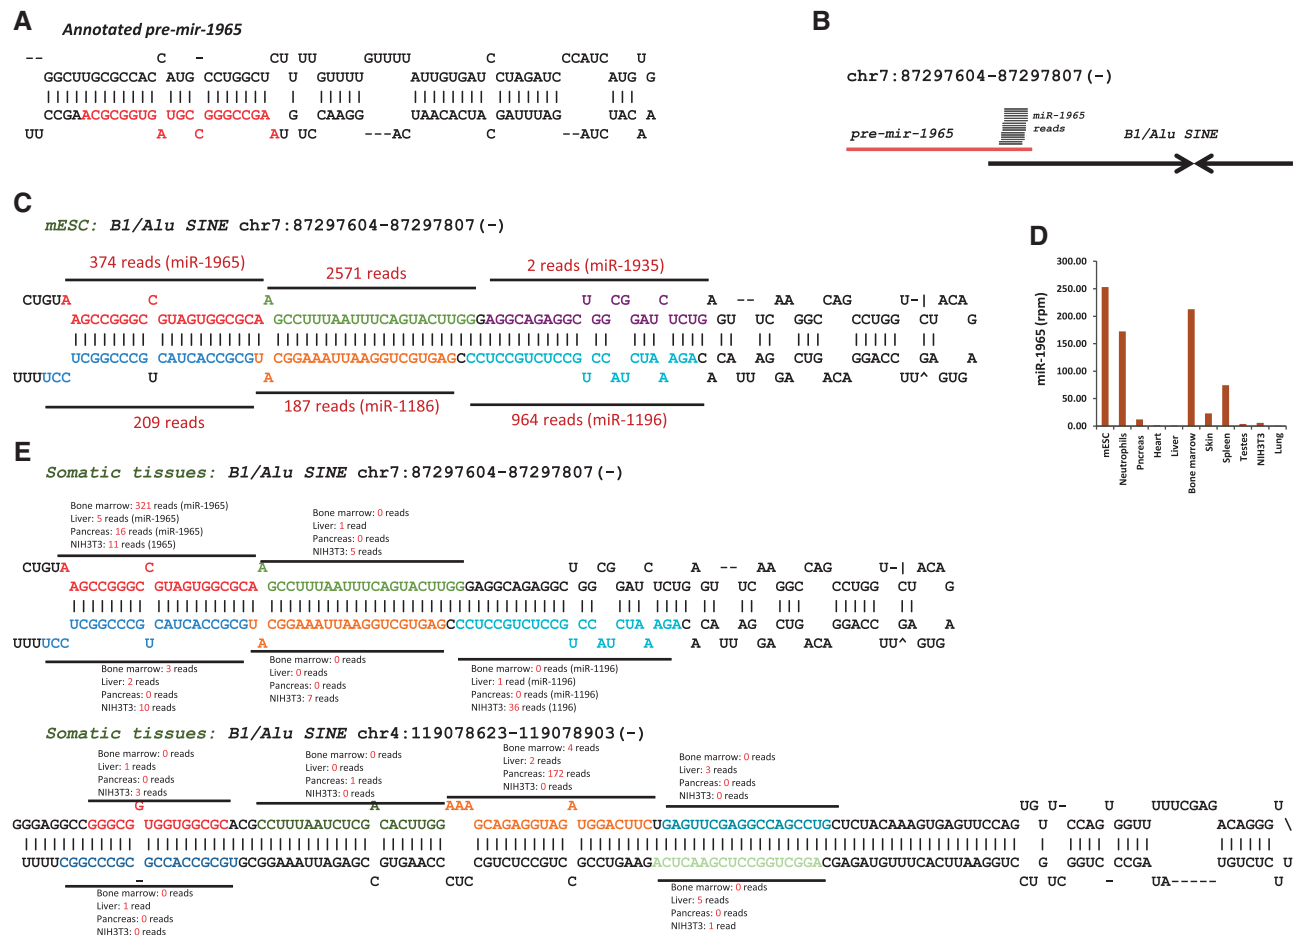 A
Annotated pre-mir-1965
-- C - CU UU GUUUU C CCAUC U
GGCUUGCGCCAC AUG CCUGGCU U GUUUU AUUGUGAU CUAGAUC AUG G
CCGAACGCGGUG UGC GGGCCGA G CAAGG UAACACUA GAUUUAG UAC A
UU A C AU UC ---AC C --AUC A
B
chr7:87297604-87297807(-)
pre-mir-1965
miR-1965
reads
B1/Alu SINE
C
mESC: B1/Alu SINE chr7:87297604-87297807(-)
374 reads (miR-1965)
2571 reads
2 reads (miR-1935)
CUGUA C A U CG C A -- AA CAG U-| ACA
AGCCGGGC GUAGUGGCGCA GCCUUUAAUUUCAGUACUUGGGAGGCAGAGGC GG GAU UCUG GU UC GGC CCUGG CU G
UCGGCCCG CAUCACCGCGU CGGAAAUUAAGGUCGUGAGCCCUCCGUCUCCG CC CUA AGAC CA AG CUG GGACC GA A
UUUUCC U A U AU A A UU GA ACA UU^ GUG
209 reads
187 reads (miR-1186)
964 reads (miR-1196)
D
miR-1965 (rpm)
300.00
250.00
200.00
150.00
100.00
50.00
0.00
mESC
Neutrophils
Pncreas
Heart
Liver
Bone marrow
Skin
Spleen
Testes
NIH3T3
Lung
E
Somatic tissues: B1/Alu SINE chr7:87297604-87297807(-)
Bone marrow: 321 reads (miR-1965)
Liver: 5 reads (miR-1965)
Pancreas: 16 reads (miR-1965)
NIH3T3: 11 reads (1965)
Bone marrow: 0 reads
Liver: 1 read
Pancreas: 0 reads
NIH3T3: 5 reads
CUGUA C A U CG C A -- AA CAG U-| ACA
AGCCGGGC GUAGUGGCGCA GCCUUUAAUUUCAGUACUUGGGAGGCAGAGGC GG GAU UCUG GU UC GGC CCUGG CU G
UCGGCCCG CAUCACCGCGU CGGAAAUUAAGGUCGUGAGCCCUCCGUCUCCG CC CUA AGAC CA AG CUG GGACC GA A
UUUUCC U A U AU A A UU GA ACA UU^ GUG
Bone marrow: 3 reads
Liver: 2 reads
Pancreas: 0 reads
NIH3T3: 10 reads
Bone marrow: 0 reads
Liver: 0 reads
Pancreas: 0 reads
NIH3T3: 7 reads
Bone marrow: 0 reads (miR-1196)
Liver: 1 read (miR-1196)
Pancreas: 0 reads (miR-1196)
NIH3T3: 36 reads (1196)
Somatic tissues: B1/Alu SINE chr4:119078623-119078903(-)
Bone marrow: 0 reads
Liver: 1 reads
Pancreas: 0 reads
NIH3T3: 3 reads
Bone marrow: 0 reads
Liver: 0 reads
Pancreas: 1 reads
NIH3T3: 0 reads
Bone marrow: 4 reads
Liver: 2 reads
Pancreas: 172 reads
NIH3T3: 0 reads
Bone marrow: 0 reads
Liver: 3 reads
Pancreas: 0 reads
NIH3T3: 0 reads
G A AAA A UG U- U UUUCGAG U
GGGAGGCCGGGCG UGGUGGCGCACGCCUUUAAUCUCG CACUUGG GCAGAGGUAG UGGACUUCUGAGUUCGAGGCCAGCCUGCUCUACAAAGUGAGUUCCAG U CCAG GGUU ACAGGG \
UUUUCGGCCCGC GCCACCGCGUGCGGAAAUUAGAGC GUGAACC CGUCUCCGUC GCCUGAAGACUCAAGCUCCGGUCGGACGAGAUGUUUCACUUAAGGUC G GGUC CCGA UGUCUC U
- C CUC C CU UC - UA----- U
Bone marrow: 0 reads
Liver: 1 read
Pancreas: 0 reads
NIH3T3: 0 reads
Bone marrow: 0 reads
Liver: 5 reads
Pancreas: 0 reads
NIH3T3: 1 read